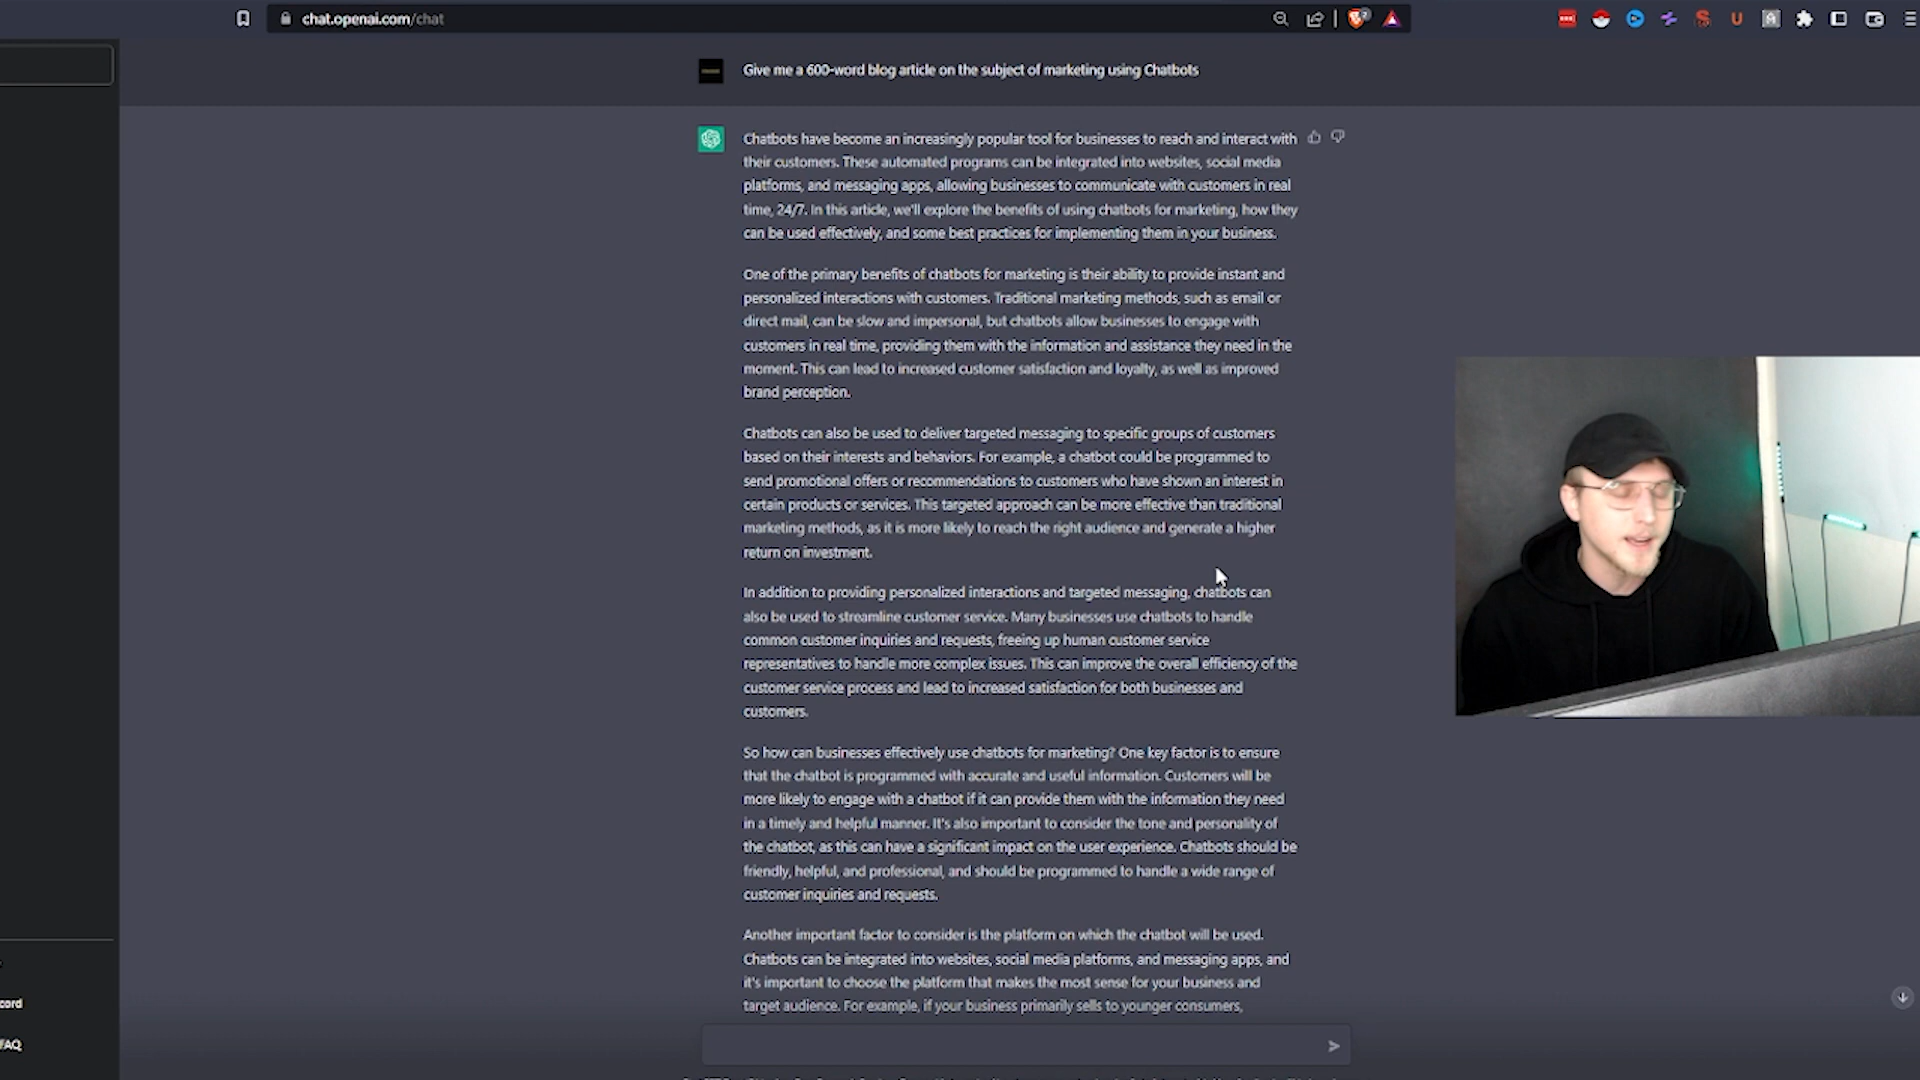 chat.openai.com/chat
Give me a 600-word blog article on the subject of marketing using Chatbots
Chatbots have become an increasingly popular tool for businesses to reach and interact with
their customers. These automated programs can be integrated into websites, social media
platforms, and messaging apps, allowing businesses to communicate with customers in real
time, 24/7. In this article, we'll explore the benefits of using chatbots for marketing, how they
can be used effectively, and some best practices for implementing them in your business.
One of the primary benefits of chatbots for marketing is their ability to provide instant and
personalized interactions with customers. Traditional marketing methods, such as email or
direct mail, can be slow and impersonal, but chatbots allow businesses to engage with
customers in real time, providing them with the information and assistance they need in the
moment. This can lead to increased customer satisfaction and loyalty, as well as improved
brand perception.
Chatbots can also be used to deliver targeted messaging to specific groups of customers
based on their interests and behaviors. For example, a chatbot could be programmed to
send promotional offers or recommendations to customers who have shown an interest in
certain products or services. This targeted approach can be more effective than traditional
marketing methods, as it is more likely to reach the right audience and generate a higher
return on investment.
In addition to providing personalized interactions and targeted messaging, chatbots can
also be used to streamline customer service. Many businesses use chatbots to handle
common customer inquiries and requests, freeing up human customer service
representatives to handle more complex issues. This can improve the overall efficiency of the
customer service process and lead to increased satisfaction for both businesses and
customers.
So how can businesses effectively use chatbots for marketing? One key factor is to ensure
that the chatbot is programmed with accurate and useful information. Customers will be
more likely to engage with a chatbot if it can provide them with the information they need
in a timely and helpful manner. It's also important to consider the tone and personality of
the chatbot, as this can have a significant impact on the user experience. Chatbots should be
friendly, helpful, and professional, and should be programmed to handle a wide range of
customer inquiries and requests.
Another important factor to consider is the platform on which the chatbot will be used.
Chatbots can be integrated into websites, social media platforms, and messaging apps, and
it's important to choose the platform that makes the most sense for your business and
target audience. For example, if your business primarily sells to younger consumers,
cord
FAQ